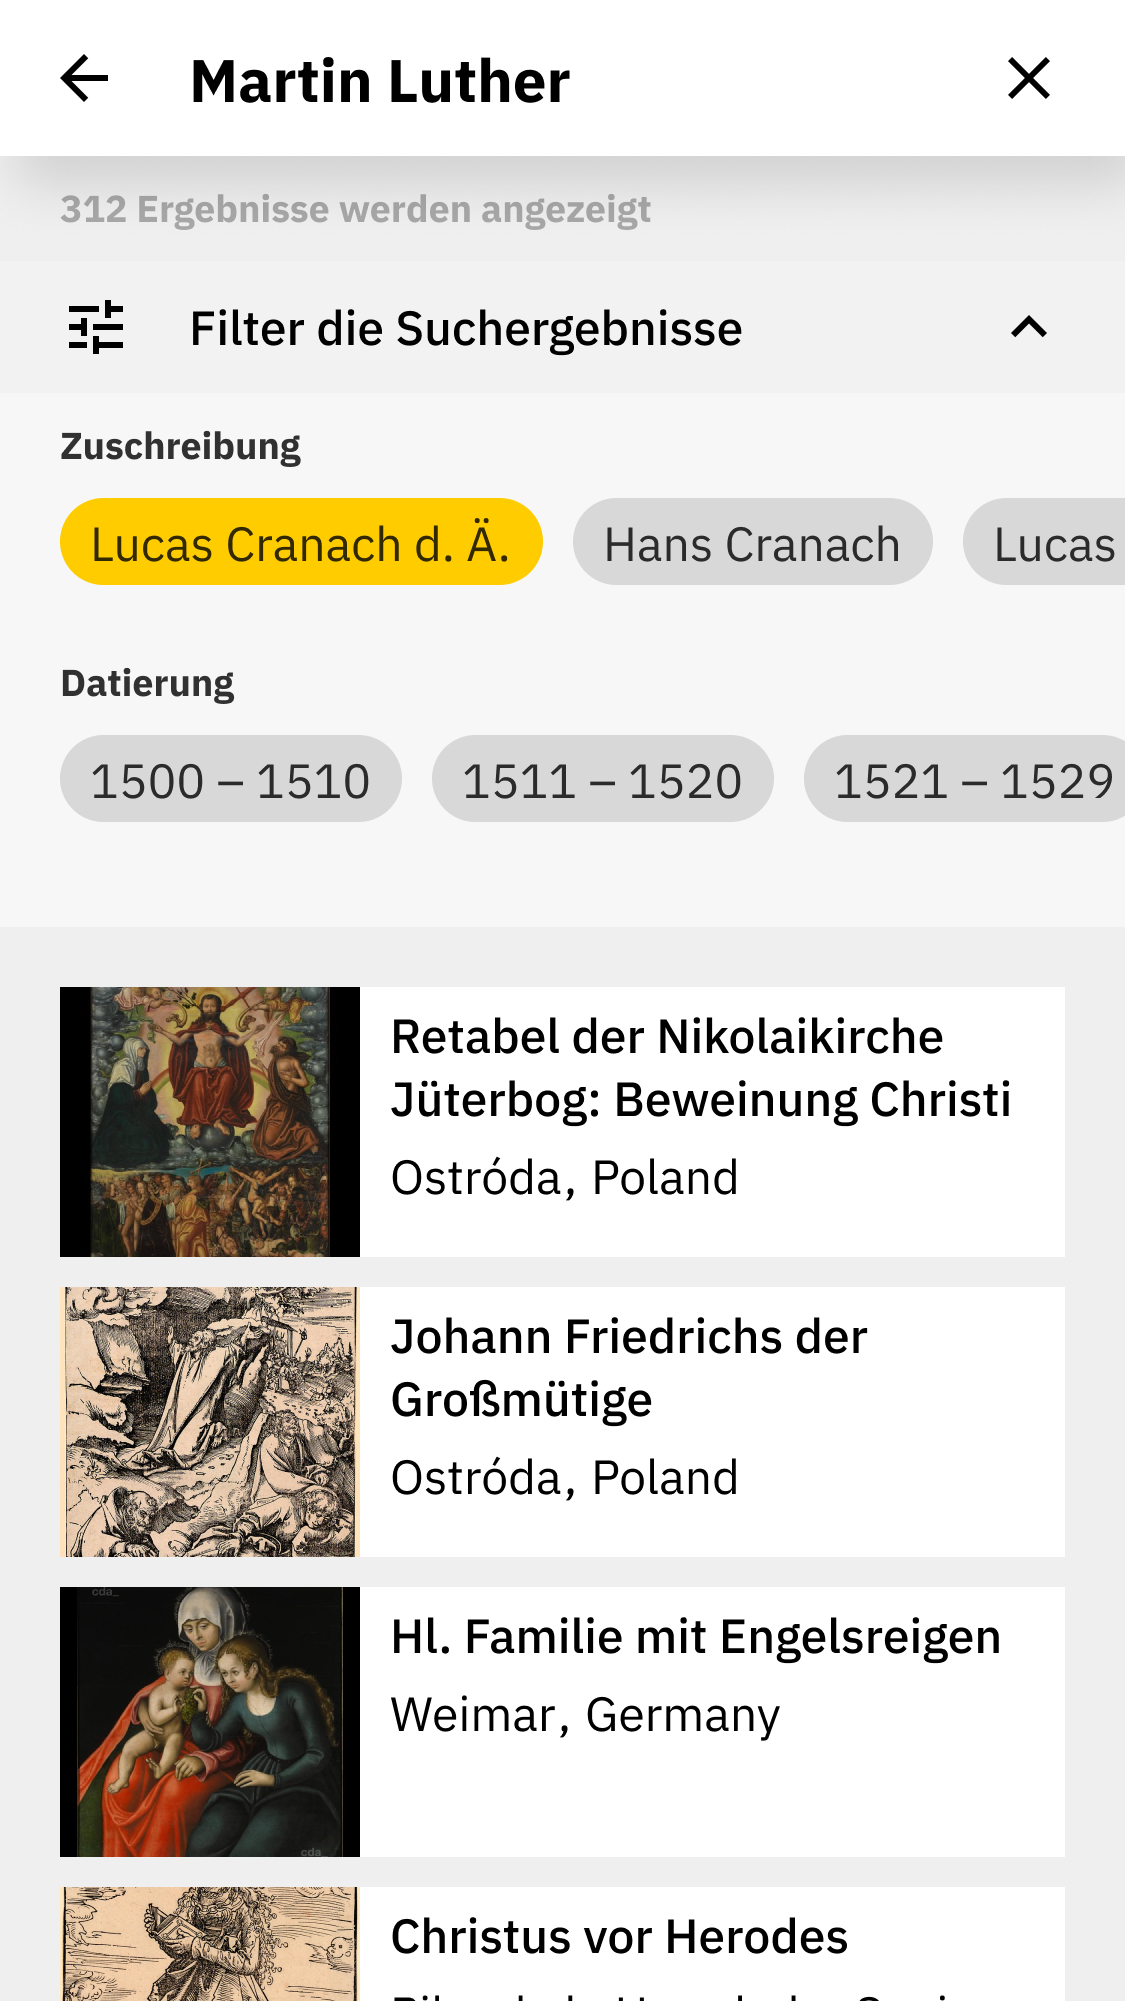 Martin Luther
312 Ergebnisse werden angezeigt
Filter die Suchergebnisse
Zuschreibung
Lucas Cranach d. Ä.
Hans Cranach
Lucas
Datierung
1500 – 1510
1511 – 1520
1521 – 1529
Retabel der Nikolaikirche
Jüterbog: Beweinung Christi
Ostróda, Poland
Johann Friedrichs der
Großmütige
Ostróda, Poland
cda_
Hl. Familie mit Engelsreigen
Weimar, Germany
cda_
Christus vor Herodes